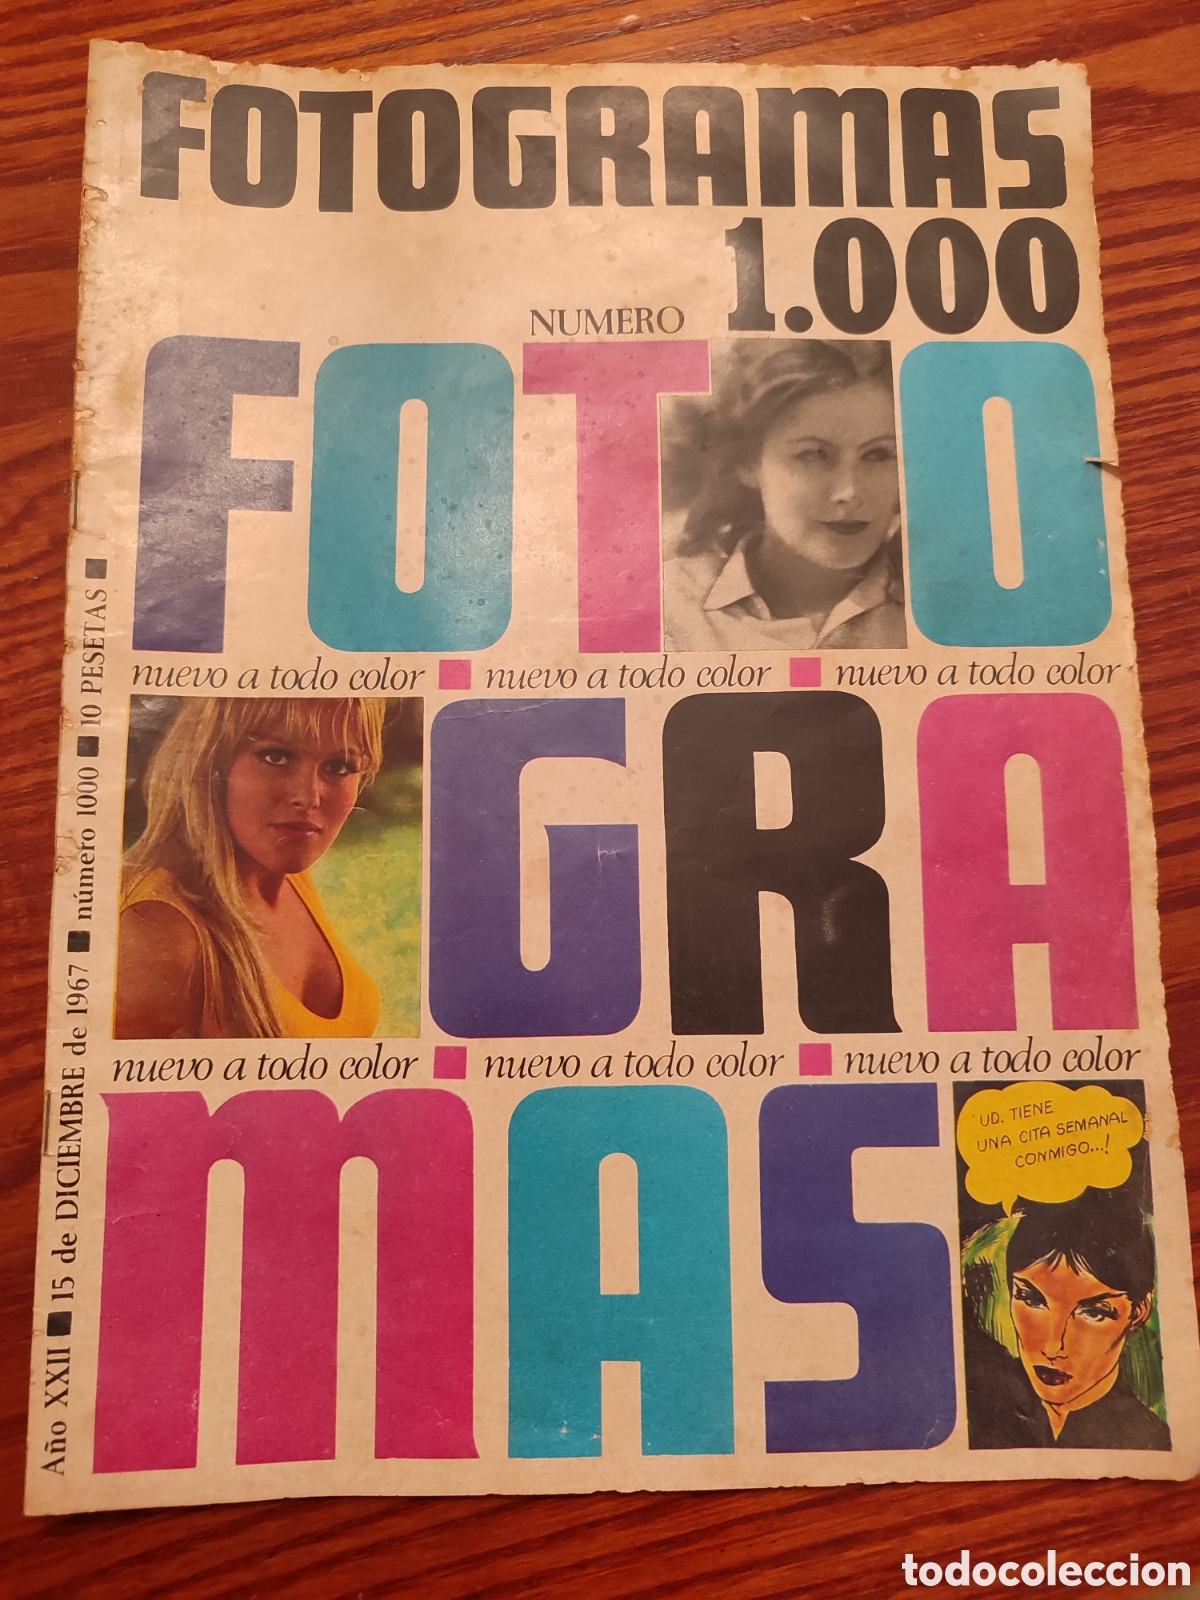 FOTOGRAMAS
NUMERO 1.000
FOTO
nuevo a todo color ■ nuevo a todo color ■ nuevo a todo color
GRA
nuevo a todo color ■ nuevo a todo color ■ nuevo a todo color
MAS
UD. TIENE
UNA CITA SEMANAL
CONMIGO...!
Año XXII ■ 15 de DICIEMBRE de 1967 ■ número 1000 ■ 10 PESETAS ■
todocoleccion